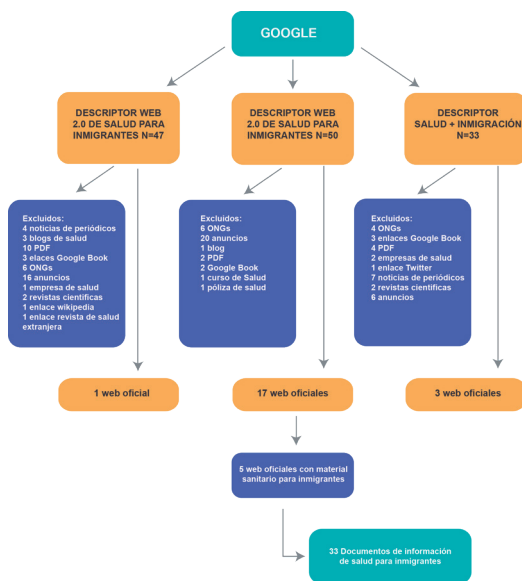 GOOGLE
DESCRIPTOR WEB
2.0 DE SALUD PARA
INMIGRANTES N=47
DESCRIPTOR WEB
2.0 DE SALUD PARA
INMIGRANTES N=50
DESCRIPTOR
SALUD + INMIGRACIÓN
N=33
Excluidos:
4 noticias de periódicos
3 blogs de salud
10 PDF
3 elaces Google Book
6 ONGs
16 anuncios
1 empresa de salud
2 revistas cientificas
1 enlace wikipedia
1 enlace revista de salud
extranjera
Excluidos:
6 ONGs
20 anuncios
1 blog
2 PDF
2 Google Book
1 curso de Salud
1 póliza de salud
Excluidos:
4 ONGs
3 enlaces Google Book
4 PDF
2 empresas de salud
1 enlace Twitter
7 noticias de periódicos
2 revistas cientificas
6 anuncios
1 web oficial
17 web oficiales
3 web oficiales
5 web oficiales con material
sanitario para inmigrantes
33 Documentos de información
de salud para inmigrantes